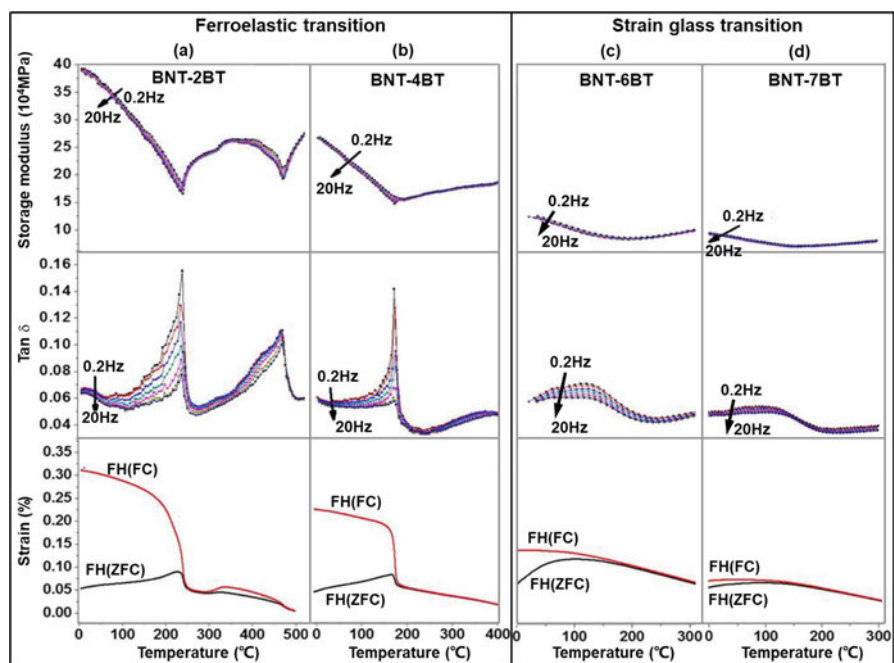 Ferroelastic transition
Strain glass transition
(a)
(b)
(c)
(d)
BNT-2BT
BNT-4BT
BNT-6BT
BNT-7BT
Storage modulus (10⁴MPa)
40
35
30
25
20
15
10
0.2Hz
20Hz
0.2Hz
20Hz
0.2Hz
20Hz
0.2Hz
20Hz
Tan δ
0.16
0.14
0.12
0.10
0.08
0.06
0.04
0.2Hz
20Hz
0.2Hz
20Hz
0.2Hz
20Hz
0.2Hz
20Hz
Strain (%)
0.35
0.30
0.25
0.20
0.15
0.10
0.05
0.00
FH(FC)
FH(ZFC)
FH(FC)
FH(ZFC)
FH(FC)
FH(ZFC)
FH(FC)
FH(ZFC)
0 100 200 300 400 500
0 100 200 300 400
0 100 200 300
0 100 200 300
Temperature (℃)
Temperature (℃)
Temperature (℃)
Temperature (℃)